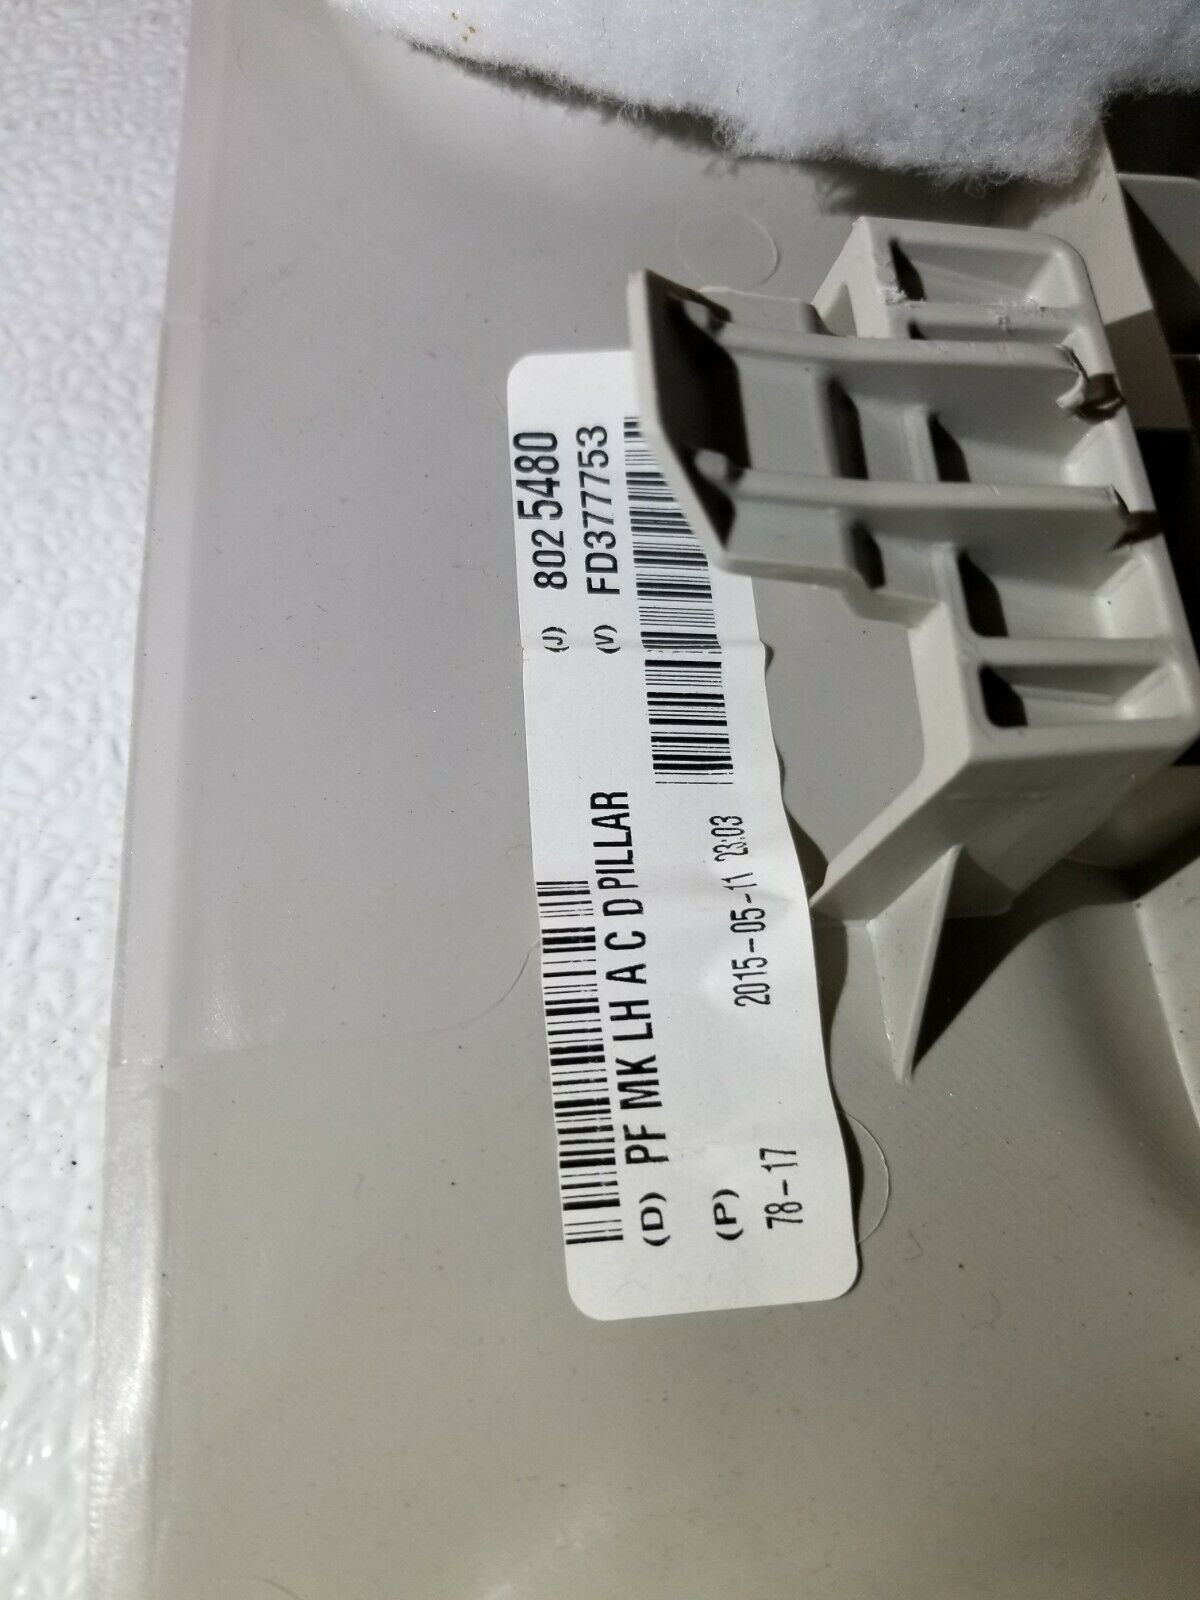 (J) 802 5480
(V) FD377753
(D) PF MK LH A C D PILLAR
(P) 2015-05-11 23:03
78-17